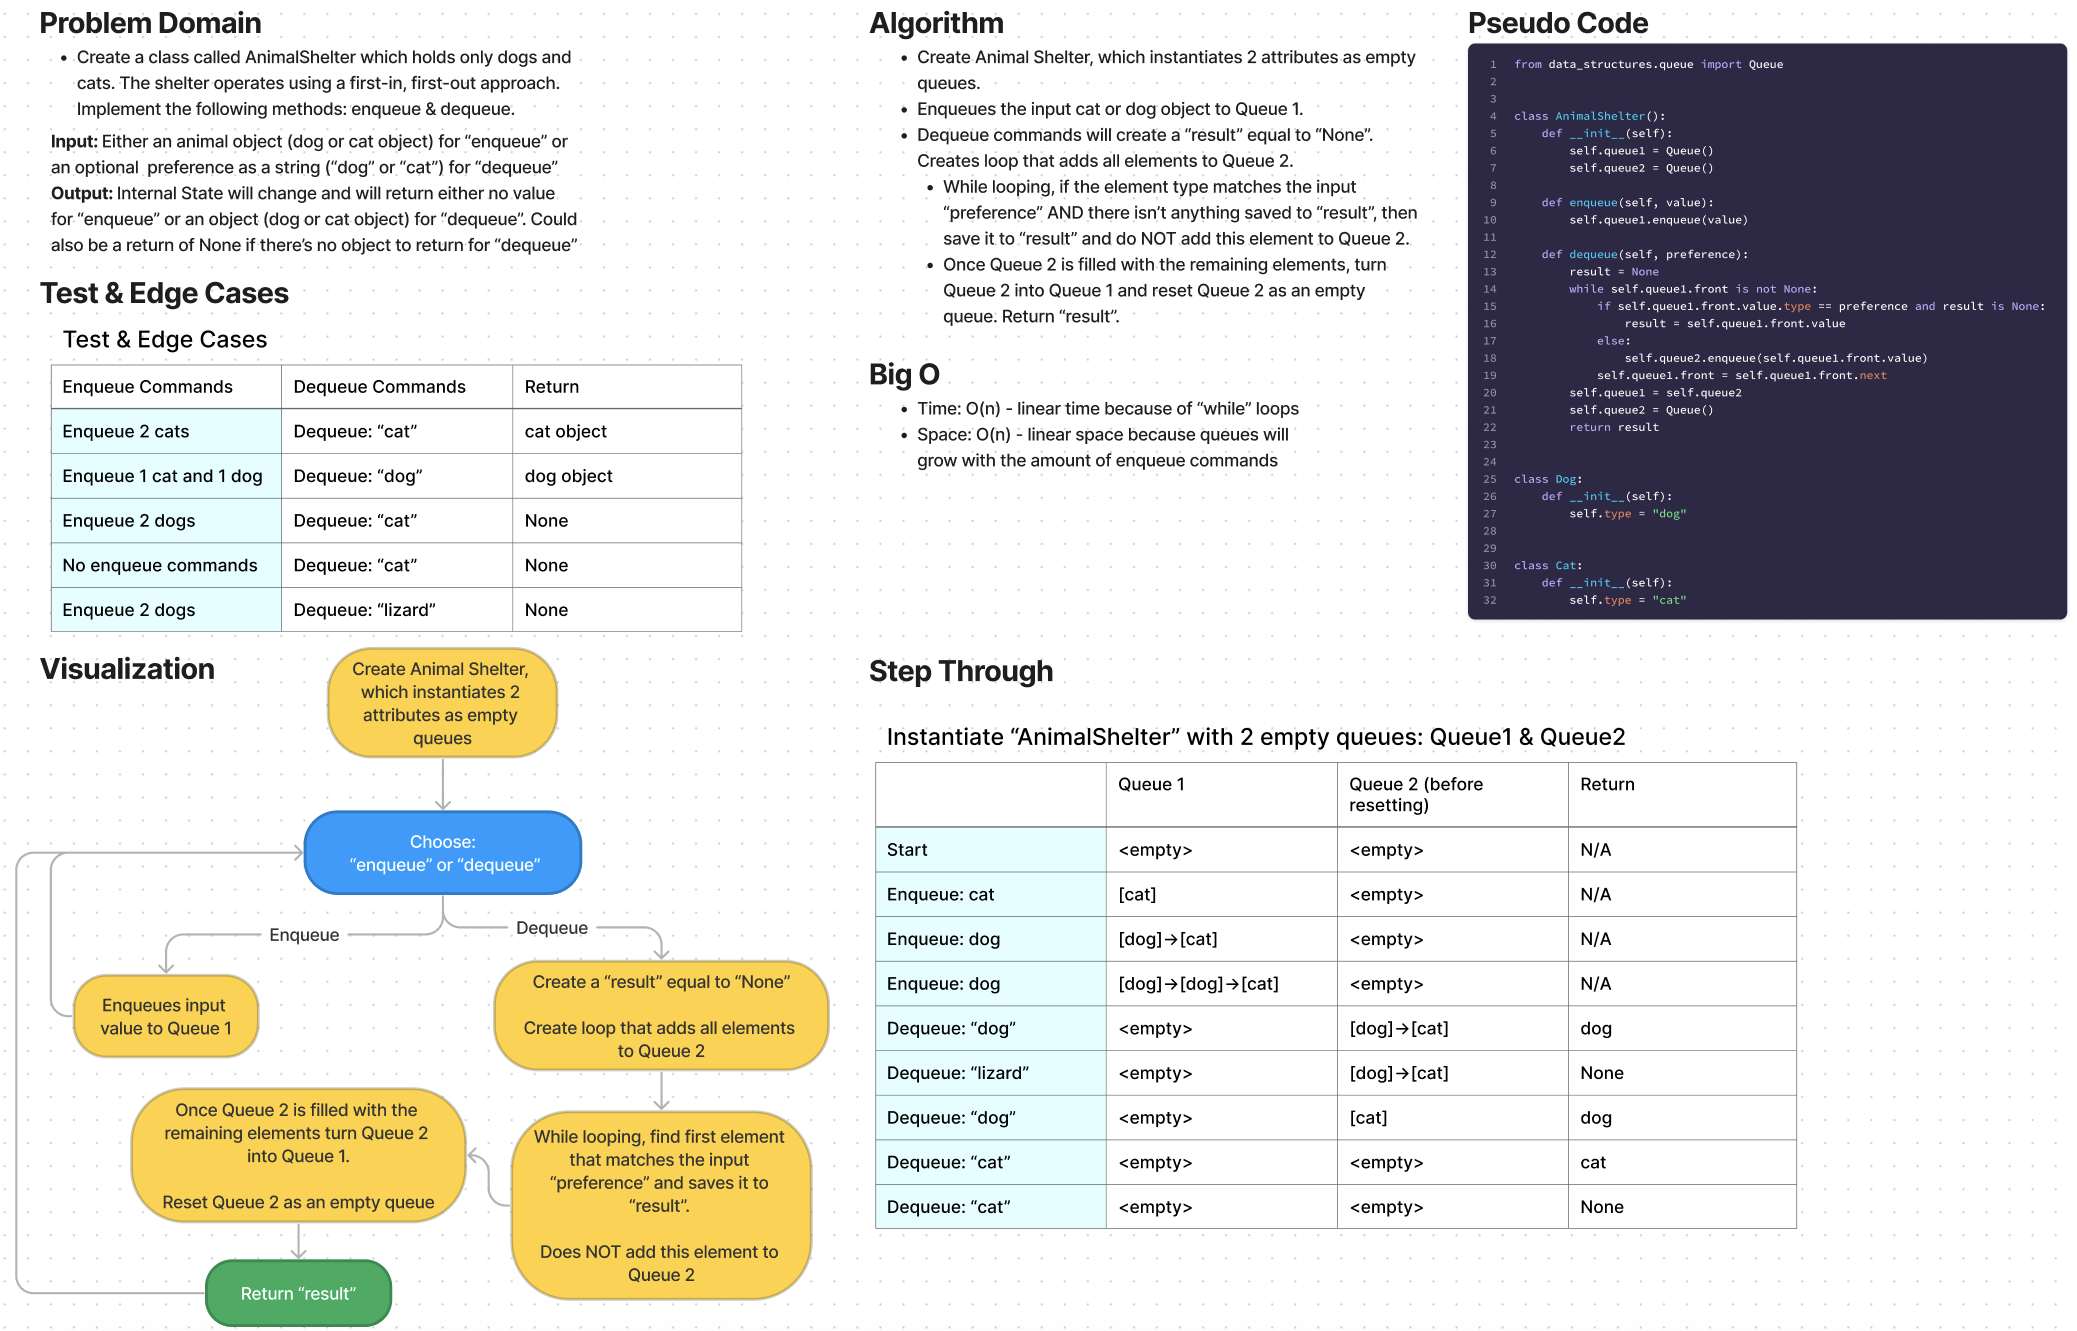 Problem Domain
• Create a class called AnimalShelter which holds only dogs and
cats. The shelter operates using a first-in, first-out approach.
Implement the following methods: enqueue & dequeue.
Input: Either an animal object (dog or cat object) for “enqueue” or
an optional  preference as a string (“dog” or “cat”) for “dequeue”
Output: Internal State will change and will return either no value
for “enqueue” or an object (dog or cat object) for “dequeue”. Could
also be a return of None if there’s no object to return for “dequeue”
Test & Edge Cases
Test & Edge Cases
Enqueue Commands Dequeue Commands Return
Enqueue 2 cats Dequeue: “cat” cat object
Enqueue 1 cat and 1 dog Dequeue: “dog” dog object
Enqueue 2 dogs Dequeue: “cat” None
No enqueue commands Dequeue: “cat” None
Enqueue 2 dogs Dequeue: “lizard” None
Algorithm
• Create Animal Shelter, which instantiates 2 attributes as empty
queues.
• Enqueues the input cat or dog object to Queue 1.
• Dequeue commands will create a “result” equal to “None”.
Creates loop that adds all elements to Queue 2.
• While looping, if the element type matches the input
“preference” AND there isn’t anything saved to “result”, then
save it to “result” and do NOT add this element to Queue 2.
• Once Queue 2 is filled with the remaining elements, turn
Queue 2 into Queue 1 and reset Queue 2 as an empty
queue. Return “result”.
Big O
• Time: O(n) - linear time because of “while” loops
• Space: O(n) - linear space because queues will
grow with the amount of enqueue commands
Pseudo Code
1 from data_structures.queue import Queue
2
3
4 class AnimalShelter():
5     def __init__(self):
6         self.queue1 = Queue()
7         self.queue2 = Queue()
8
9     def enqueue(self, value):
10         self.queue1.enqueue(value)
11
12     def dequeue(self, preference):
13         result = None
14         while self.queue1.front is not None:
15             if self.queue1.front.value.type == preference and result is None:
16                 result = self.queue1.front.value
17             else:
18                 self.queue2.enqueue(self.queue1.front.value)
19             self.queue1.front = self.queue1.front.next
20         self.queue1 = self.queue2
21         self.queue2 = Queue()
22         return result
23
24
25 class Dog:
26     def __init__(self):
27         self.type = "dog"
28
29
30 class Cat:
31     def __init__(self):
32         self.type = "cat"
Visualization
Create Animal Shelter,
which instantiates 2
attributes as empty
queues
Choose:
“enqueue” or “dequeue”
Enqueue
Dequeue
Enqueues input
value to Queue 1
Create a “result” equal to “None”
Create loop that adds all elements
to Queue 2
While looping, find first element
that matches the input
“preference” and saves it to
“result”.
Does NOT add this element to
Queue 2
Once Queue 2 is filled with the
remaining elements turn Queue 2
into Queue 1.
Reset Queue 2 as an empty queue
Return “result”
Step Through
Instantiate “AnimalShelter” with 2 empty queues: Queue1 & Queue2
Queue 1 Queue 2 (before
resetting) Return
Start <empty> <empty> N/A
Enqueue: cat [cat] <empty> N/A
Enqueue: dog [dog]→[cat] <empty> N/A
Enqueue: dog [dog]→[dog]→[cat] <empty> N/A
Dequeue: “dog” <empty> [dog]→[cat] dog
Dequeue: “lizard” <empty> [dog]→[cat] None
Dequeue: “dog” <empty> [cat] dog
Dequeue: “cat” <empty> <empty> cat
Dequeue: “cat” <empty> <empty> None